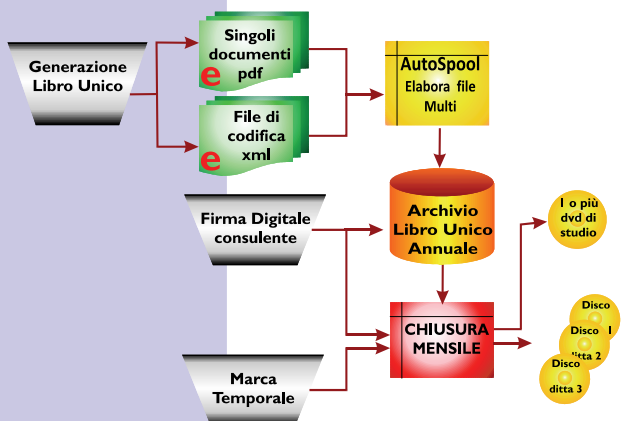 Generazione
Libro Unico
Singoli
documenti
pdf
e
File di
codifica
xml
e
AutoSpool
Elabora file
Multi
Archivio
Libro Unico
Annuale
Firma Digitale
consulente
1 o più
dvd di
studio
CHIUSURA
MENSILE
Marca
Temporale
Disco 1
Disco
ditta 2
Disco
ditta 3